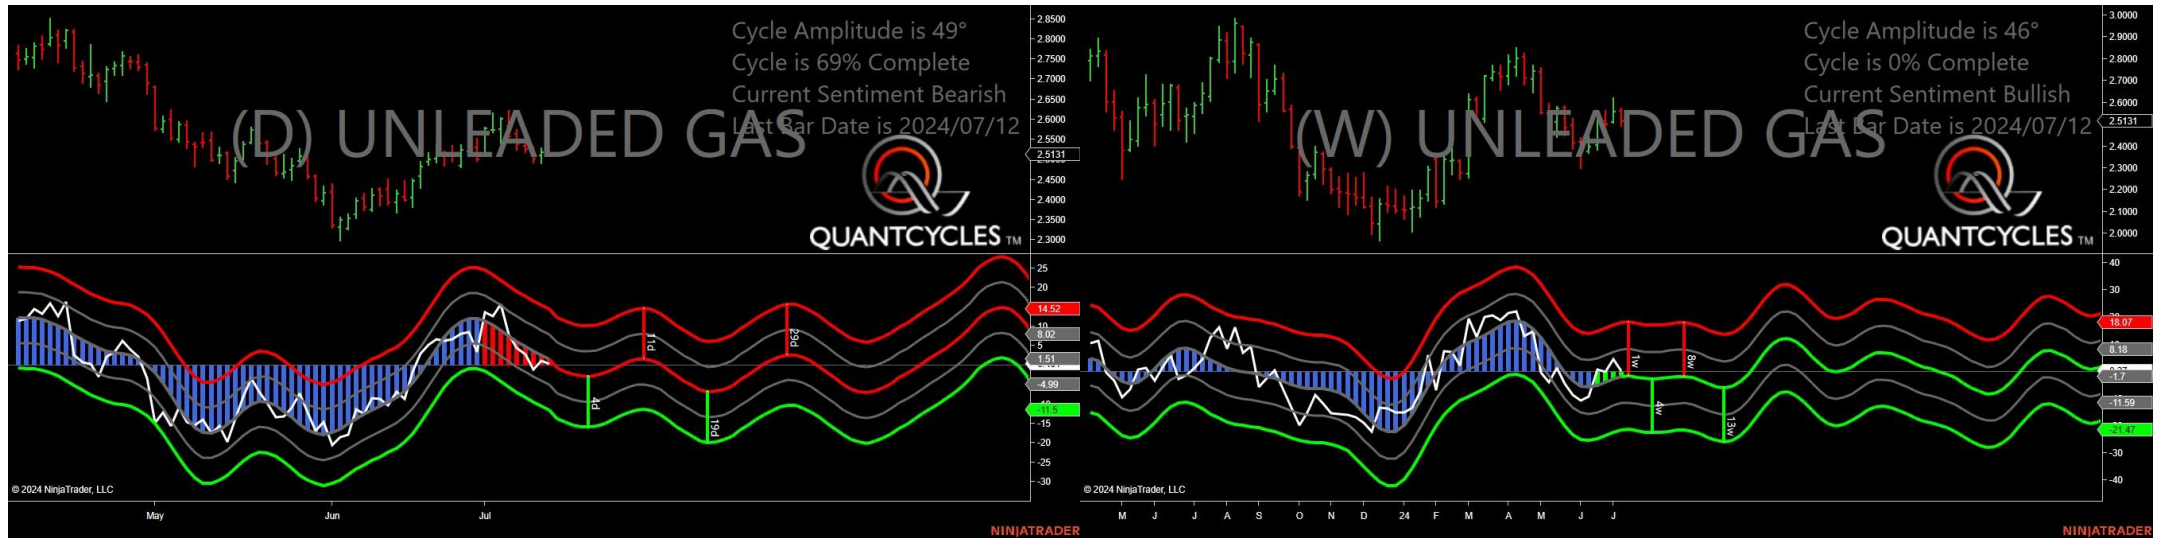 Cycle Amplitude is 49°
Cycle is 69% Complete
Current Sentiment Bearish
Last Bar Date is 2024/07/12
(D) UNLEADED GAS
QUANTCYCLES TM
2.8500
2.8000
2.7500
2.7000
2.6500
2.6000
2.5500
2.5131
2.4500
2.4000
2.3500
2.3000
25
20
14.52
10
8.02
5
1.51
-4.99
-11.5
-15
-20
-25
-30
4d
11d
19d
29d
© 2024 NinjaTrader, LLC
May Jun Jul
NINJATRADER
Cycle Amplitude is 46°
Cycle is 0% Complete
Current Sentiment Bullish
Last Bar Date is 2024/07/12
(W) UNLEADED GAS
QUANTCYCLES TM
3.0000
2.9000
2.8000
2.7000
2.6000
2.5131
2.4000
2.3000
2.2000
2.1000
2.0000
40
30
18.07
8.18
-1.7
-11.59
-21.47
-30
-40
1w
4w
8w
13w
© 2024 NinjaTrader, LLC
M J J A S O N D 24 F M A M J J
NINJATRADER